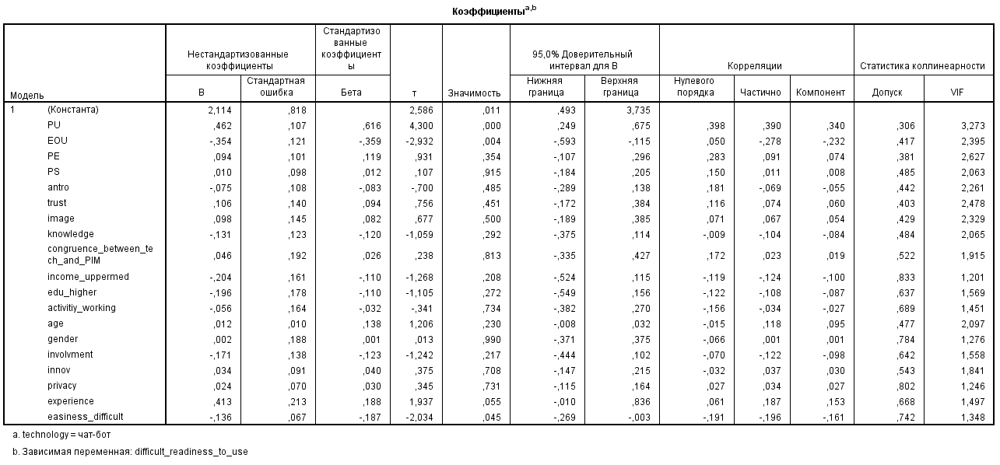 Коэффициентыa,b
Модель Нестандартизованные коэффициенты Стандартизованные коэффициенты т Значимость 95,0% Доверительный интервал для B Корреляции Статистика коллинеарности
B Стандартная ошибка Бета Нижняя граница Верхняя граница Нулевого порядка Частично Компонент Допуск VIF
1 (Константа) 2,114 ,818 2,586 ,011 ,493 3,735
PU ,462 ,107 ,616 4,300 ,000 ,249 ,675 ,398 ,390 ,340 ,306 3,273
EOU -,354 ,121 -,359 -2,932 ,004 -,593 -,115 ,050 -,278 -,232 ,417 2,395
PE ,094 ,101 ,119 ,931 ,354 -,107 ,296 ,283 ,091 ,074 ,381 2,627
PS ,010 ,098 ,012 ,107 ,915 -,184 ,205 ,150 ,011 ,008 ,485 2,063
antro -,075 ,108 -,083 -,700 ,485 -,289 ,138 ,181 -,069 -,055 ,442 2,261
trust ,106 ,140 ,094 ,756 ,451 -,172 ,384 ,116 ,074 ,060 ,403 2,478
image ,098 ,145 ,082 ,677 ,500 -,189 ,385 ,071 ,067 ,054 ,429 2,329
knowledge -,131 ,123 -,120 -1,059 ,292 -,375 ,114 -,009 -,104 -,084 ,484 2,065
congruence_between_te
ch_and_PIM ,046 ,192 ,026 ,238 ,813 -,335 ,427 ,172 ,023 ,019 ,522 1,915
income_uppermed -,204 ,161 -,110 -1,268 ,208 -,524 ,115 -,119 -,124 -,100 ,833 1,201
edu_higher -,196 ,178 -,110 -1,105 ,272 -,549 ,156 -,122 -,108 -,087 ,637 1,569
activitiy_working -,056 ,164 -,032 -,341 ,734 -,382 ,270 -,156 -,034 -,027 ,689 1,451
age ,012 ,010 ,138 1,206 ,230 -,008 ,032 -,015 ,118 ,095 ,477 2,097
gender ,002 ,188 ,001 ,013 ,990 -,371 ,375 -,066 ,001 ,001 ,784 1,276
involvment -,171 ,138 -,123 -1,242 ,217 -,444 ,102 -,070 -,122 -,098 ,642 1,558
innov ,034 ,091 ,040 ,375 ,708 -,147 ,215 -,032 ,037 ,030 ,543 1,841
privacy ,024 ,070 ,030 ,345 ,731 -,115 ,164 ,027 ,034 ,027 ,802 1,246
experience ,413 ,213 ,188 1,937 ,055 -,010 ,836 ,061 ,187 ,153 ,668 1,497
easiness_difficult -,136 ,067 -,187 -2,034 ,045 -,269 -,003 -,191 -,196 -,161 ,742 1,348
a. technology = чат-бот
b. Зависимая переменная: difficult_readiness_to_use